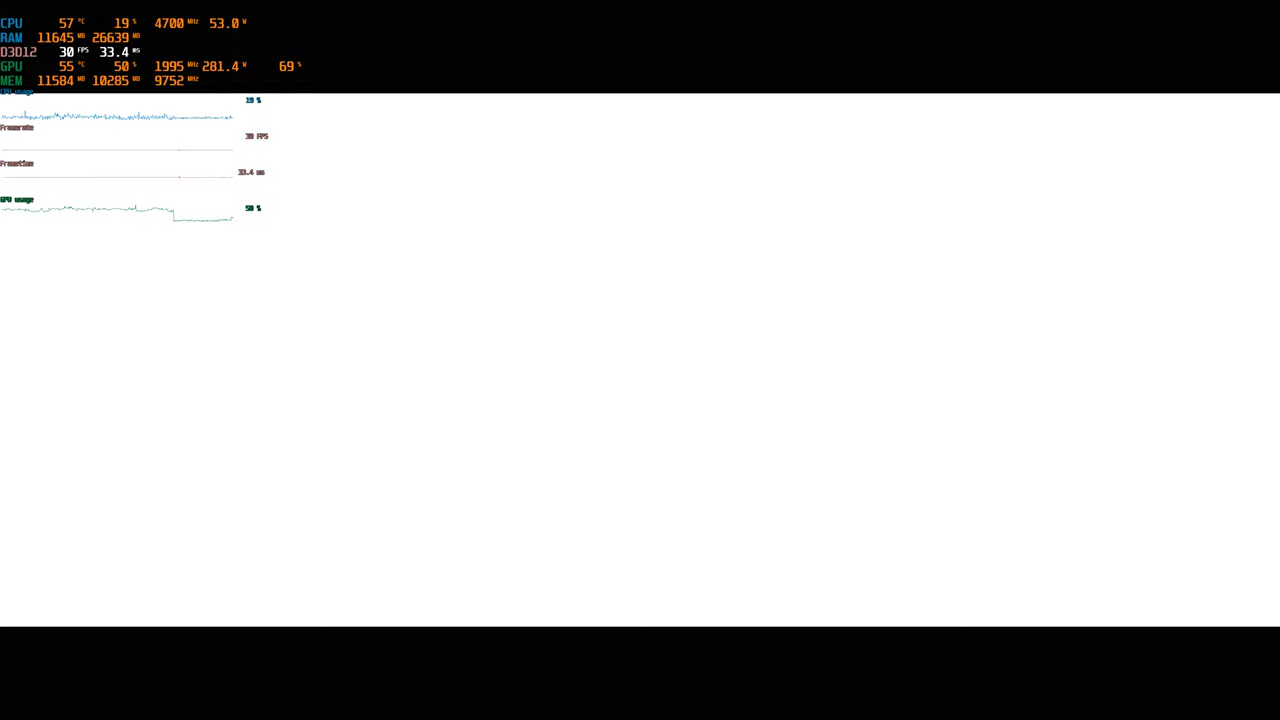 CPU 57 °C 19 % 4700 MHz 53.0 W
RAM 11645 MB 26639 MB
D3D12 30 FPS 33.4 ms
GPU 55 °C 50 % 1995 MHz 281.4 W 69 %
MEM 11584 MB 10285 MB 9752 MHz
CPU usage
19 %
Framerate
30 FPS
Frametime
33.4 ms
GPU usage
50 %